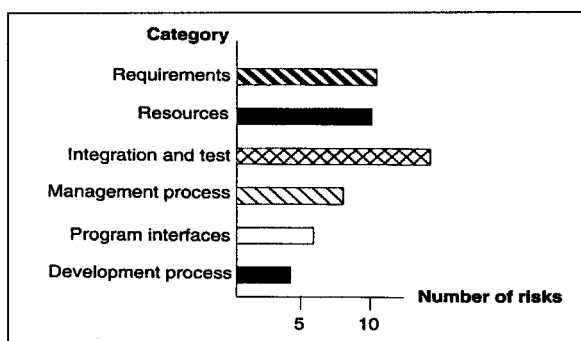 Category
Requirements
Resources
Integration and test
Management process
Program interfaces
Development process
Number of risks
5 10